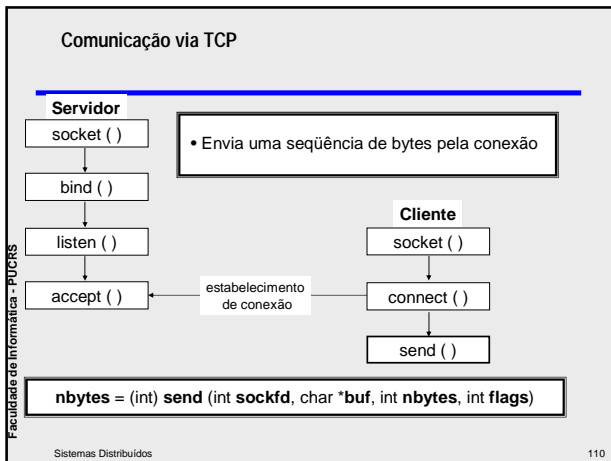 Comunicação via TCP
Servidor
socket ( )
• Envia uma seqüência de bytes pela conexão
bind ( )
Cliente
listen ( )
socket ( )
accept ( )
estabelecimento
de conexão
connect ( )
send ( )
nbytes = (int) send (int sockfd, char *buf, int nbytes, int flags)
Faculdade de Informática - PUCRS
Sistemas Distribuídos
110